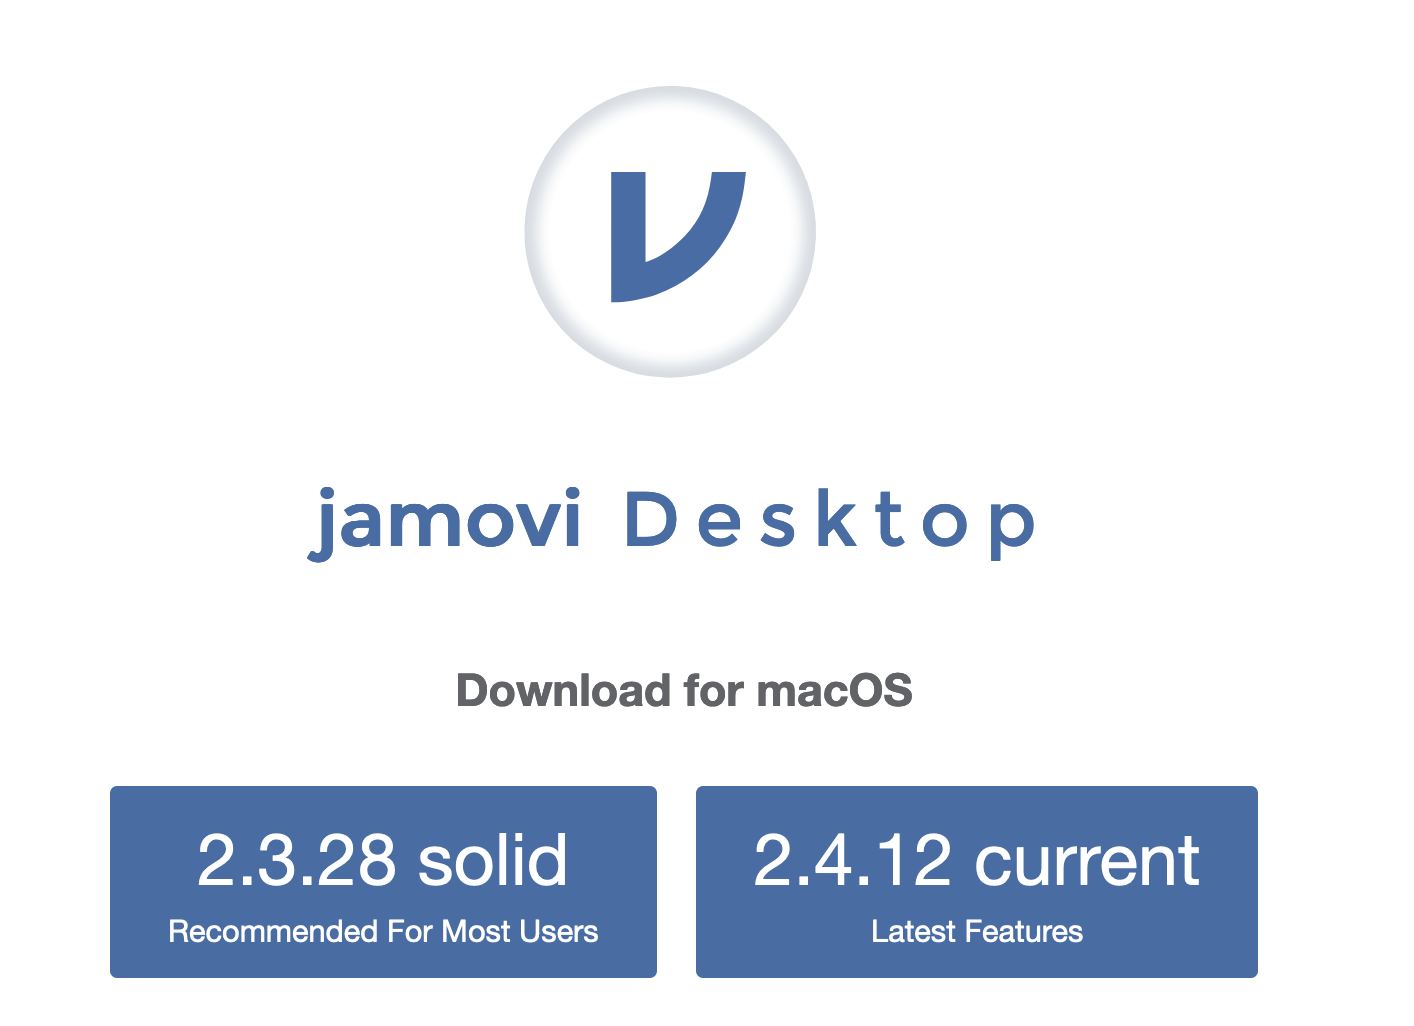 jamovi Desktop
Download for macOS
2.3.28 solid
Recommended For Most Users
2.4.12 current
Latest Features